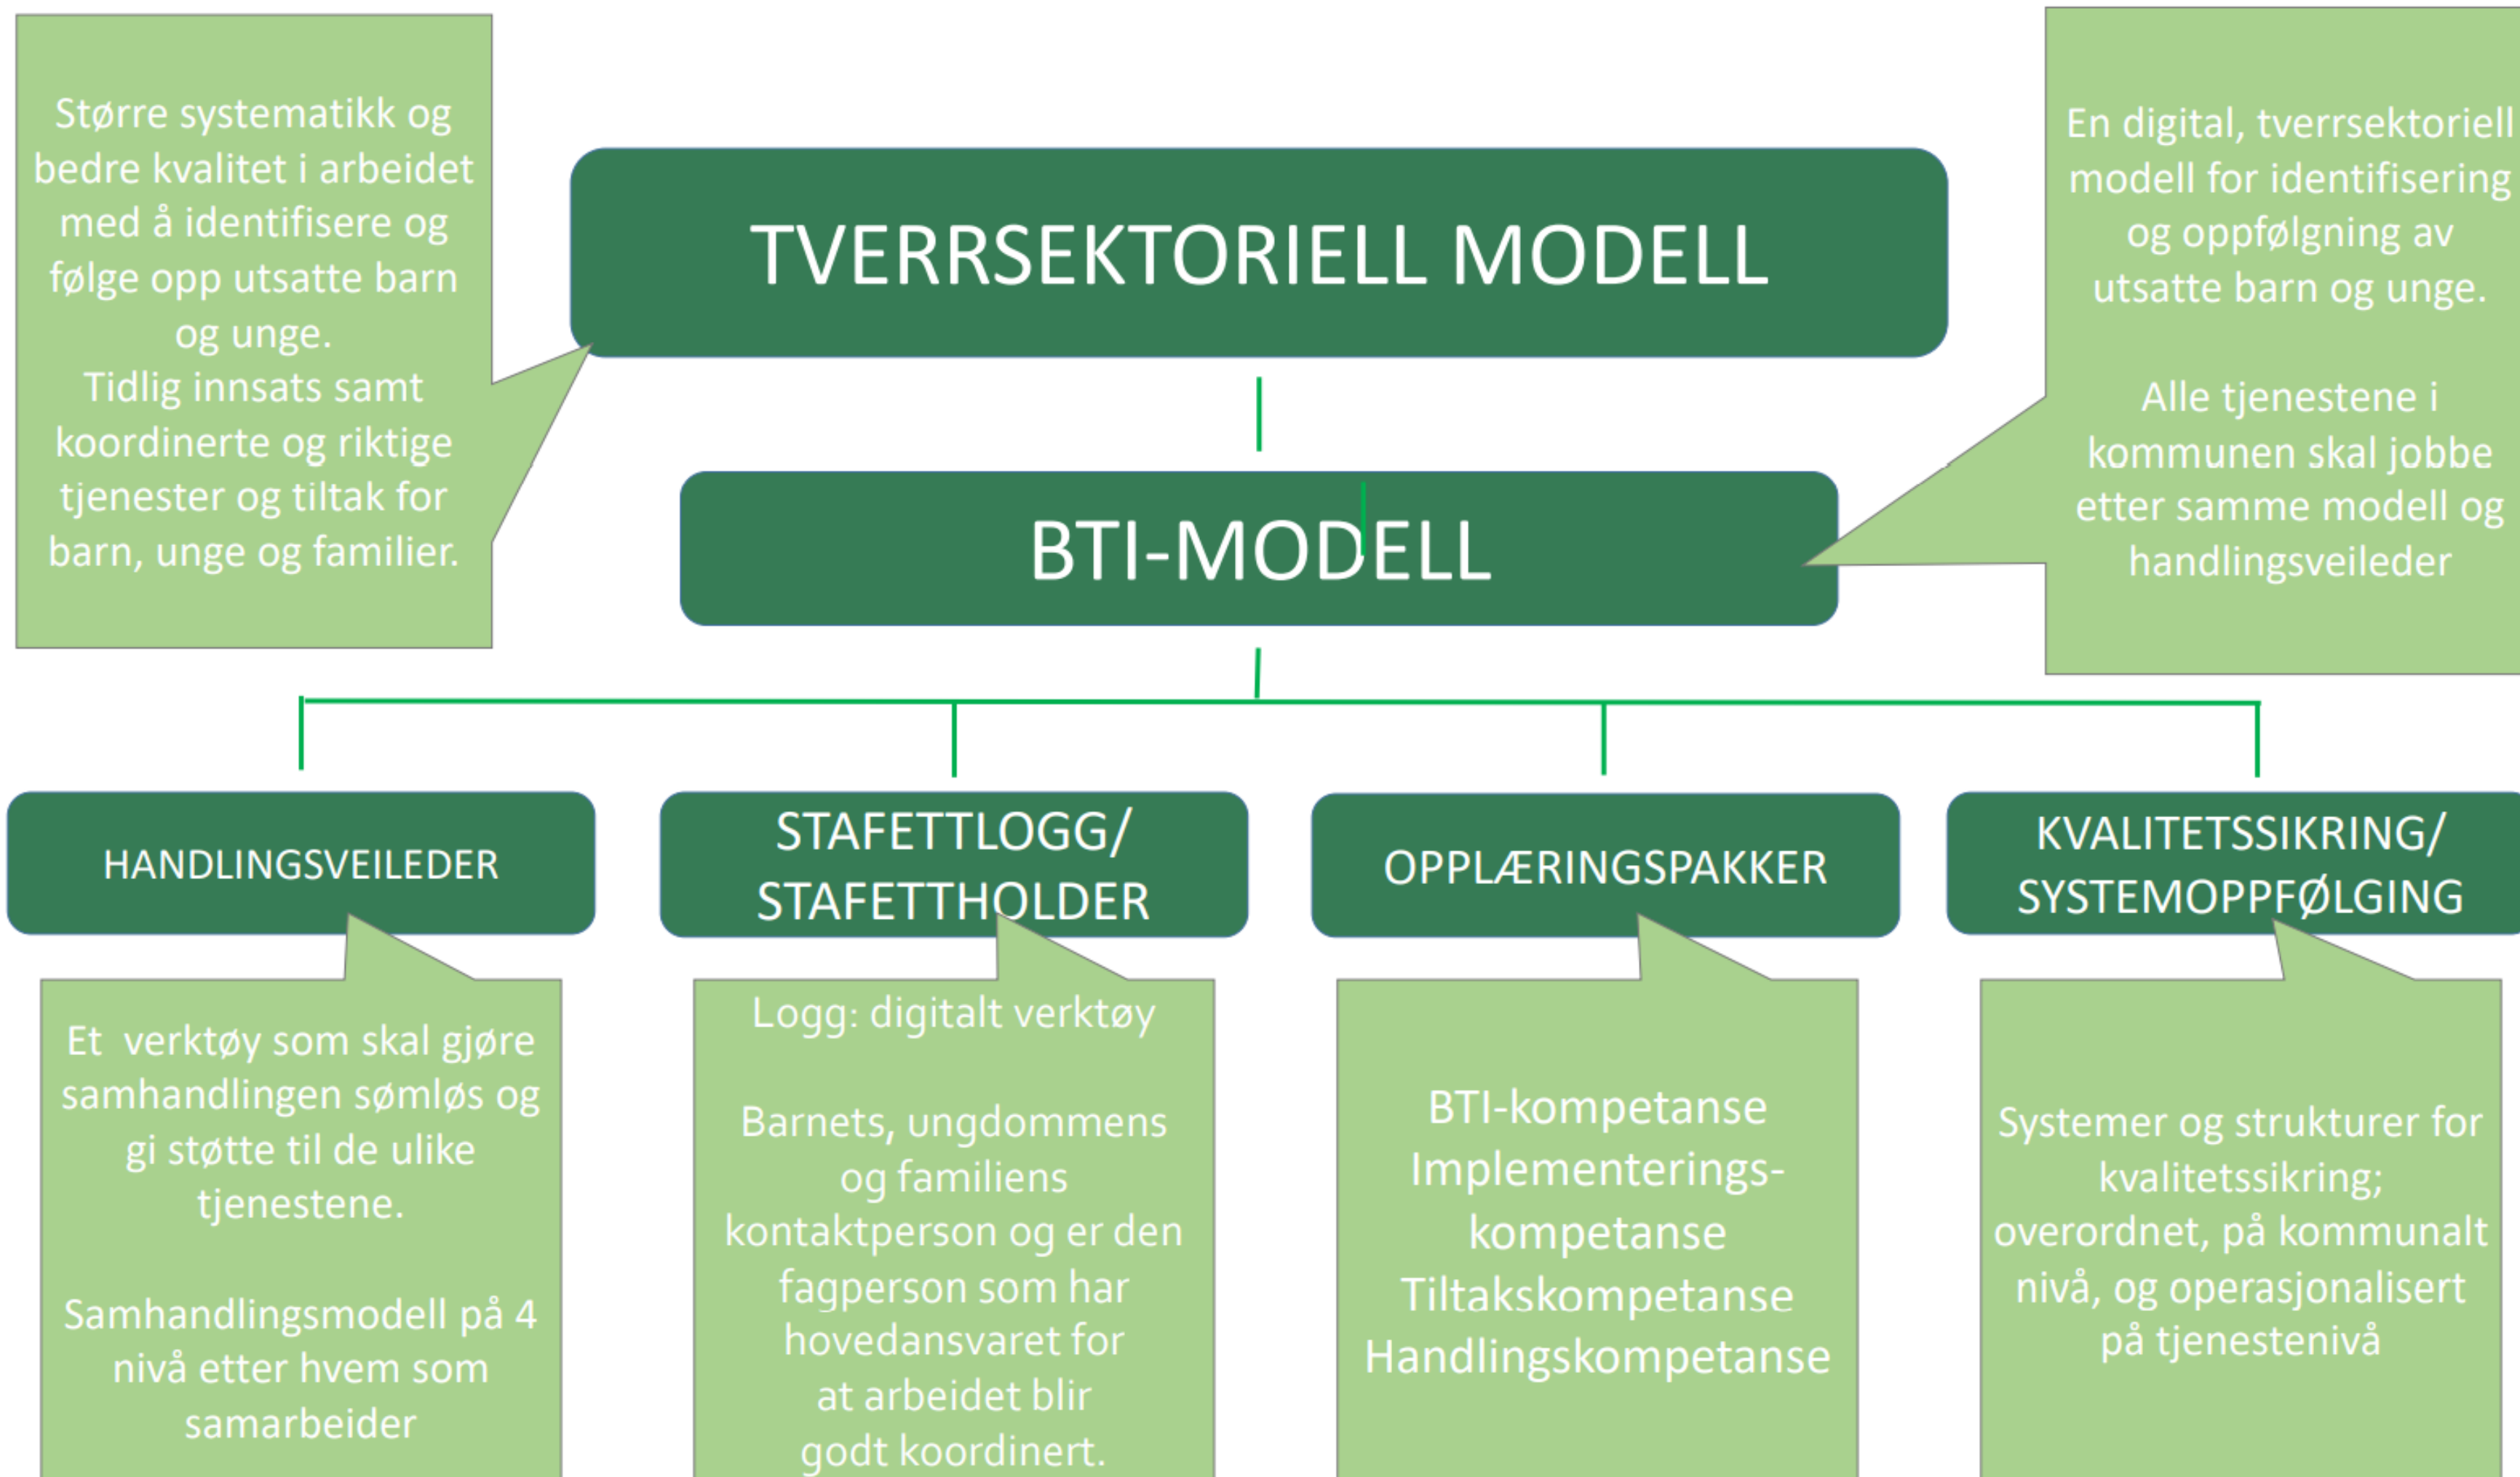 Større systematikk og
bedre kvalitet i arbeidet
med å identifisere og
følge opp utsatte barn
og unge.
Tidlig innsats samt
koordinerte og riktige
tjenester og tiltak for
barn, unge og familier.
TVERRSEKTORIELL MODELL
En digital, tverrsektoriell
modell for identifisering
og oppfølgning av
utsatte barn og unge.
Alle tjenestene i
kommunen skal jobbe
etter samme modell og
handlingsveileder
BTI-MODELL
HANDLINGSVEILEDER
STAFETTLOGG/
STAFETTHOLDER
OPPLÆRINGSPAKKER
KVALITETSSIKRING/
SYSTEMOPPFØLGING
Et  verktøy som skal gjøre
samhandlingen sømløs og
gi støtte til de ulike
tjenestene.
Samhandlingsmodell på 4
nivå etter hvem som
samarbeider
Logg: digitalt verktøy
Barnets, ungdommens
og familiens
kontaktperson og er den
fagperson som har
hovedansvaret for
at arbeidet blir
godt koordinert.
BTI-kompetanse
Implementerings-
kompetanse
Tiltakskompetanse
Handlingskompetanse
Systemer og strukturer for
kvalitetssikring;
overordnet, på kommunalt
nivå, og operasjonalisert
på tjenestenivå